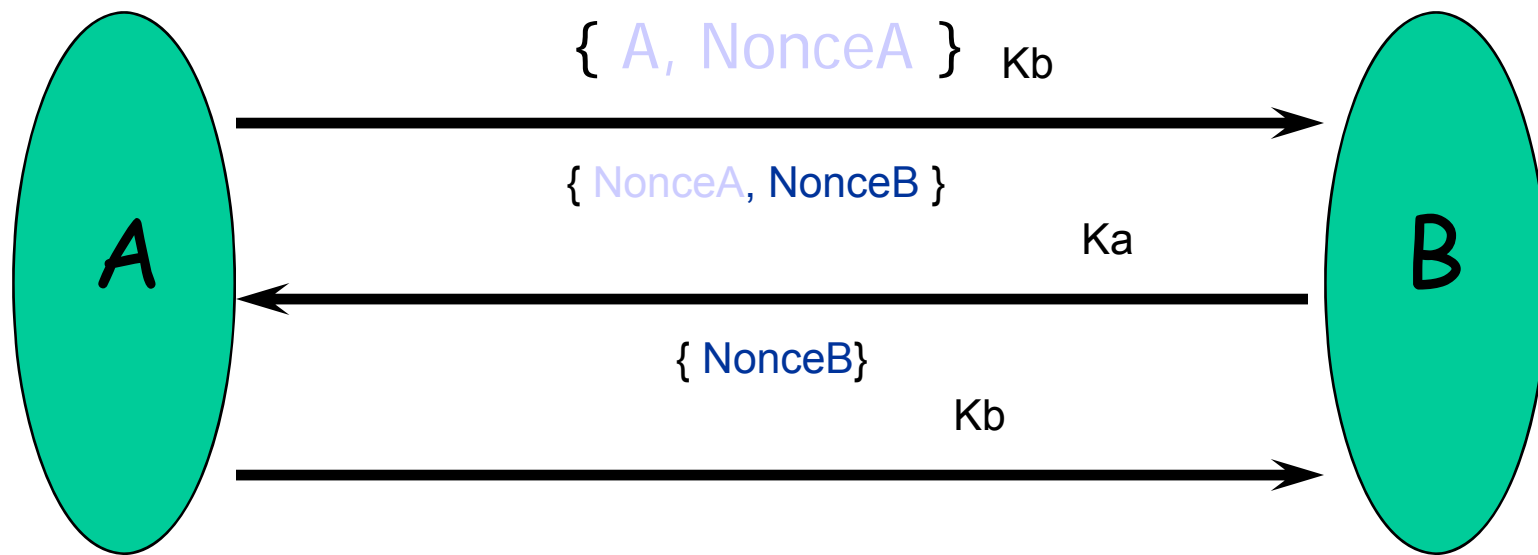 { A, NonceA } Kb
{ NonceA, NonceB }
Ka
A
B
{ NonceB}
Kb